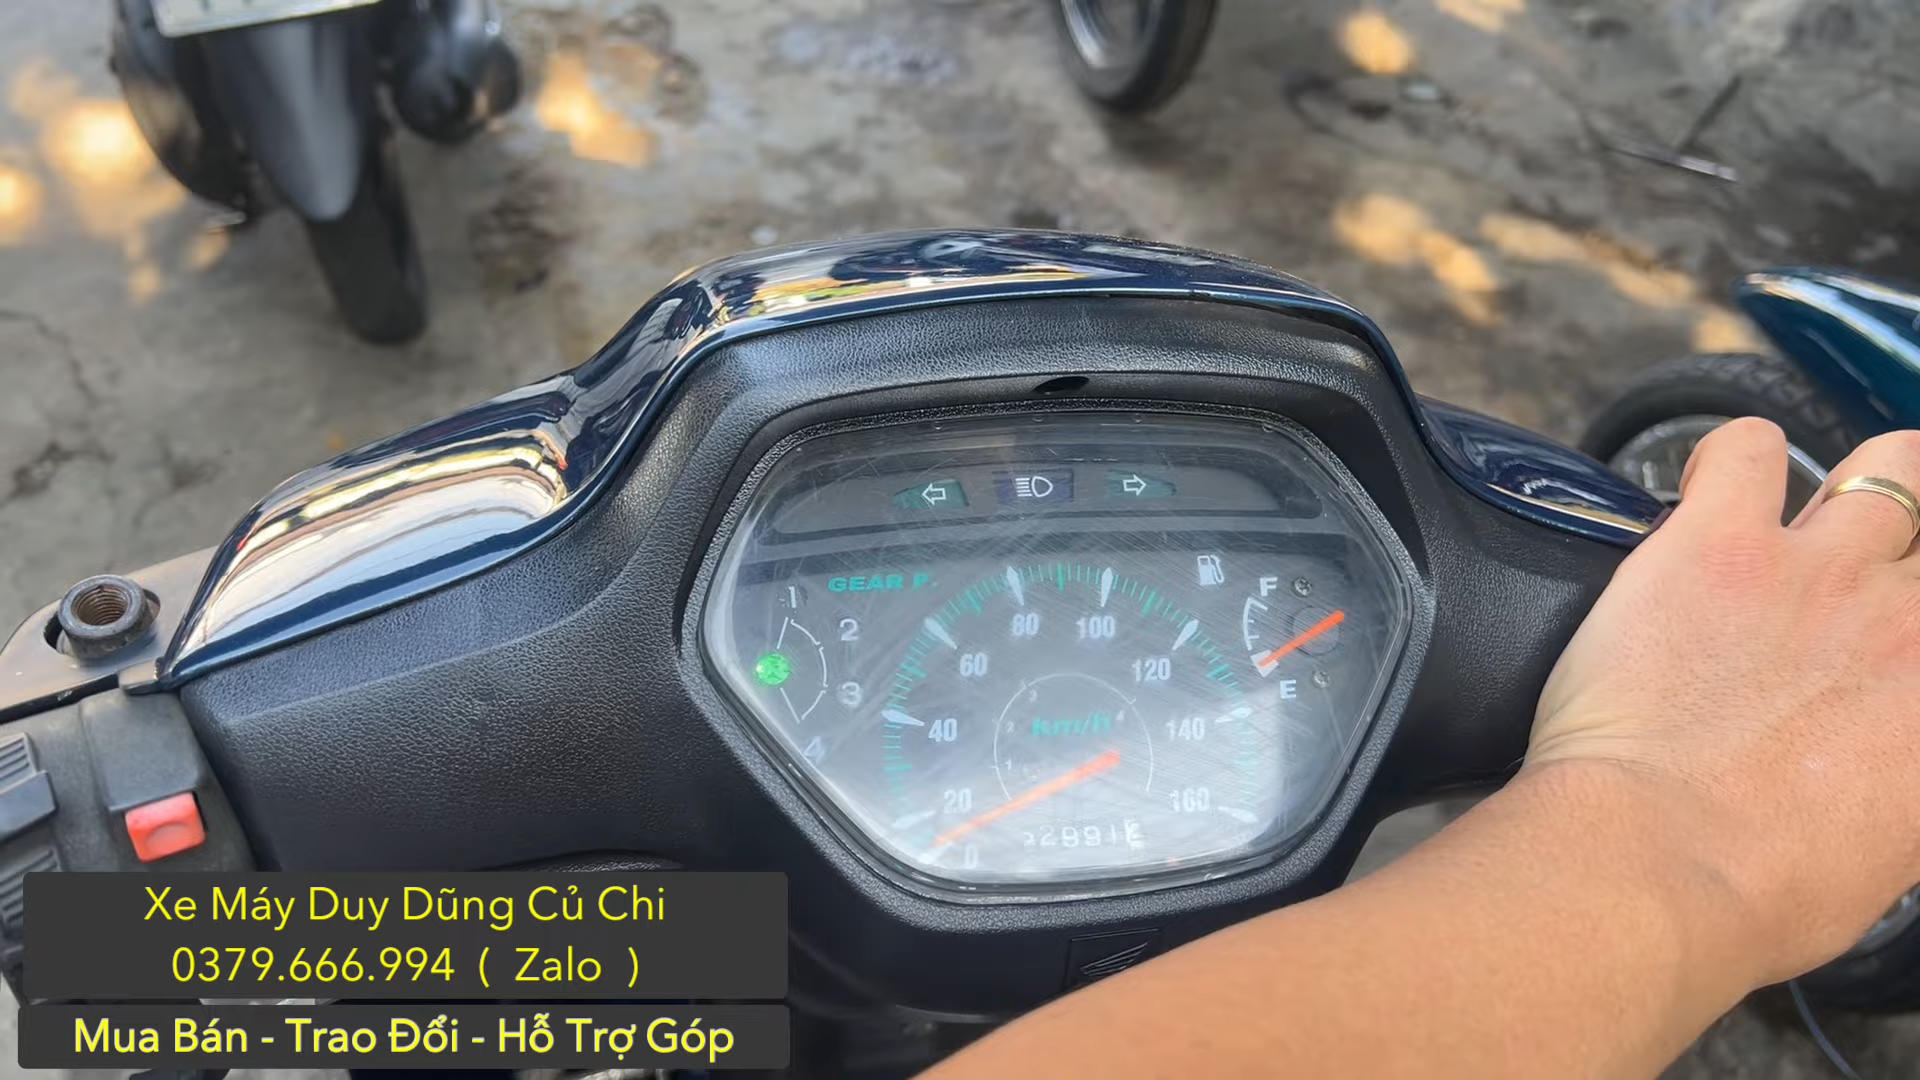 GEAR P.
1
2
3
4
F
E
0
20
40
60
80
100
120
140
160
km/h
Xe Máy Duy Dũng Củ Chi
0379.666.994 ( Zalo )
Mua Bán - Trao Đổi - Hỗ Trợ Góp